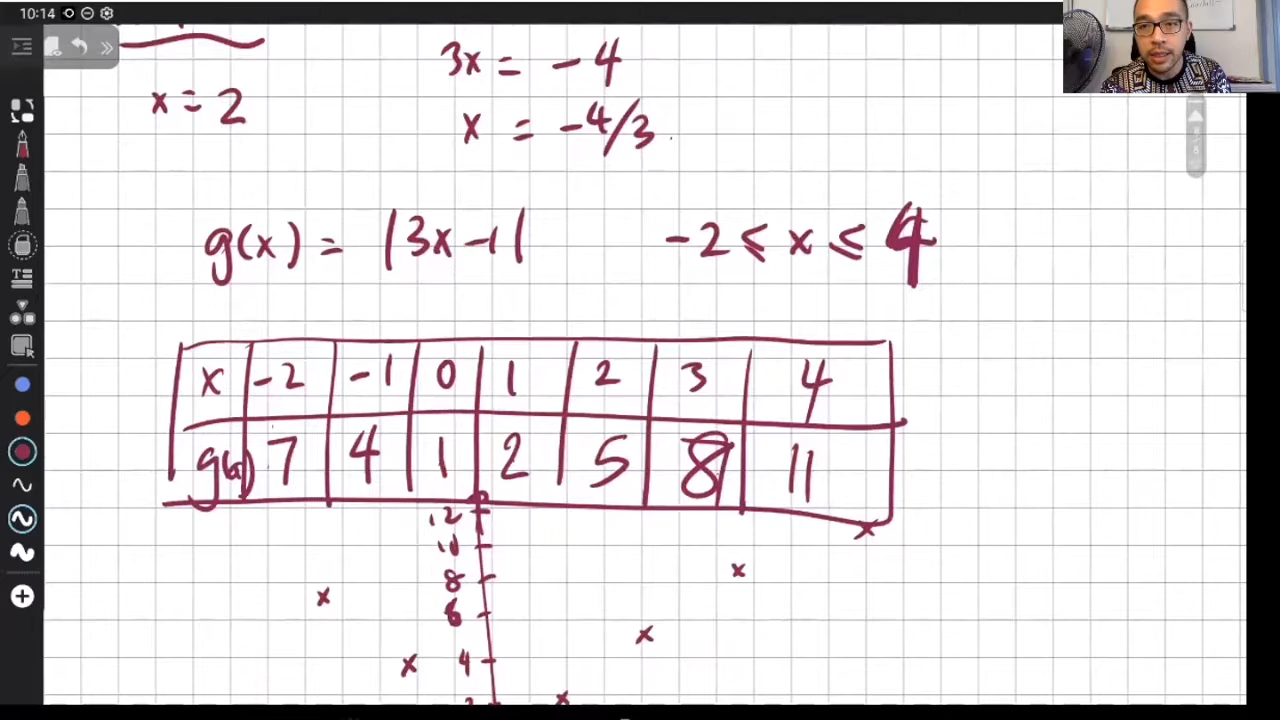 10:14
3x = -4
x = 2
x = -4/3
g(x) = |3x-1| -2 ≤ x ≤ 4
x -2 -1 0 1 2 3 4
g(x) 7 4 1 2 5 8 11
12
10
8
6
4